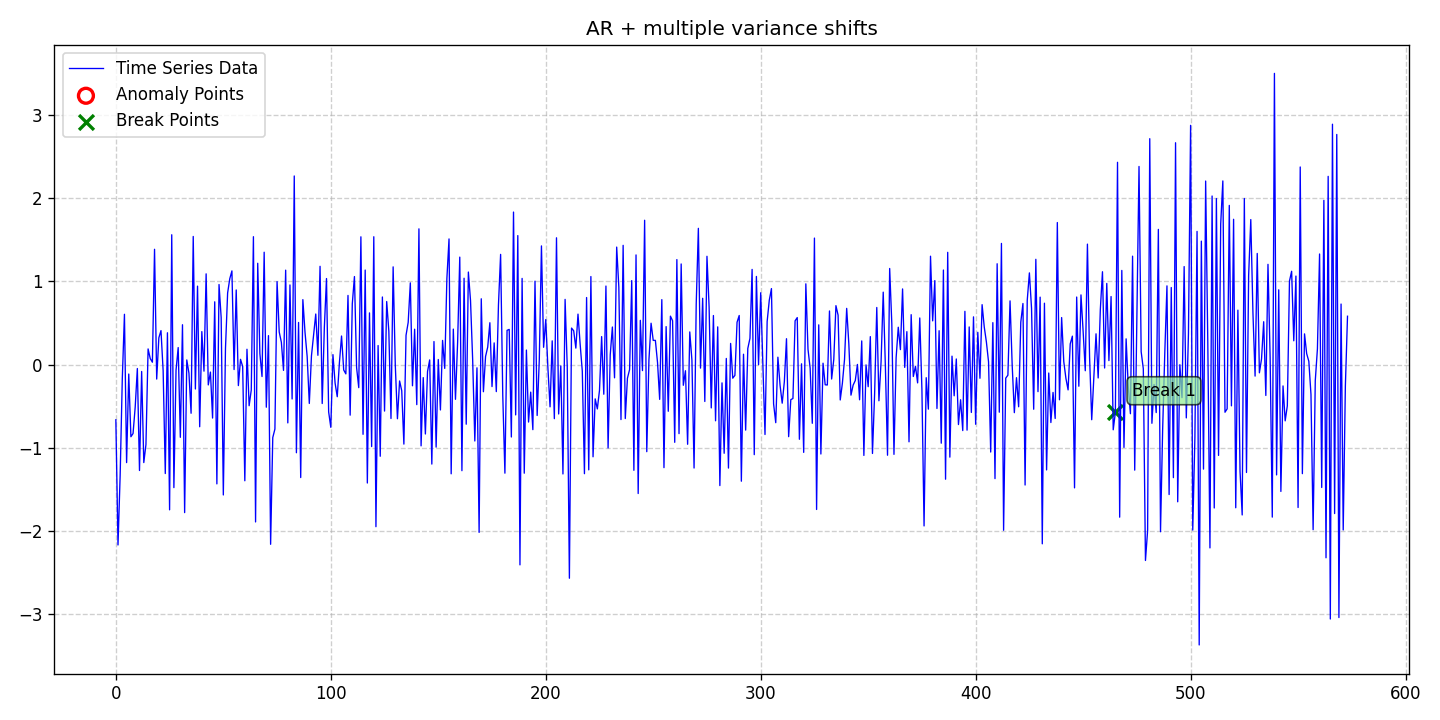 AR + multiple variance shifts
Time Series Data
Anomaly Points
Break Points
3
2
1
0
−1
−2
−3
Break 1
0
100
200
300
400
500
600